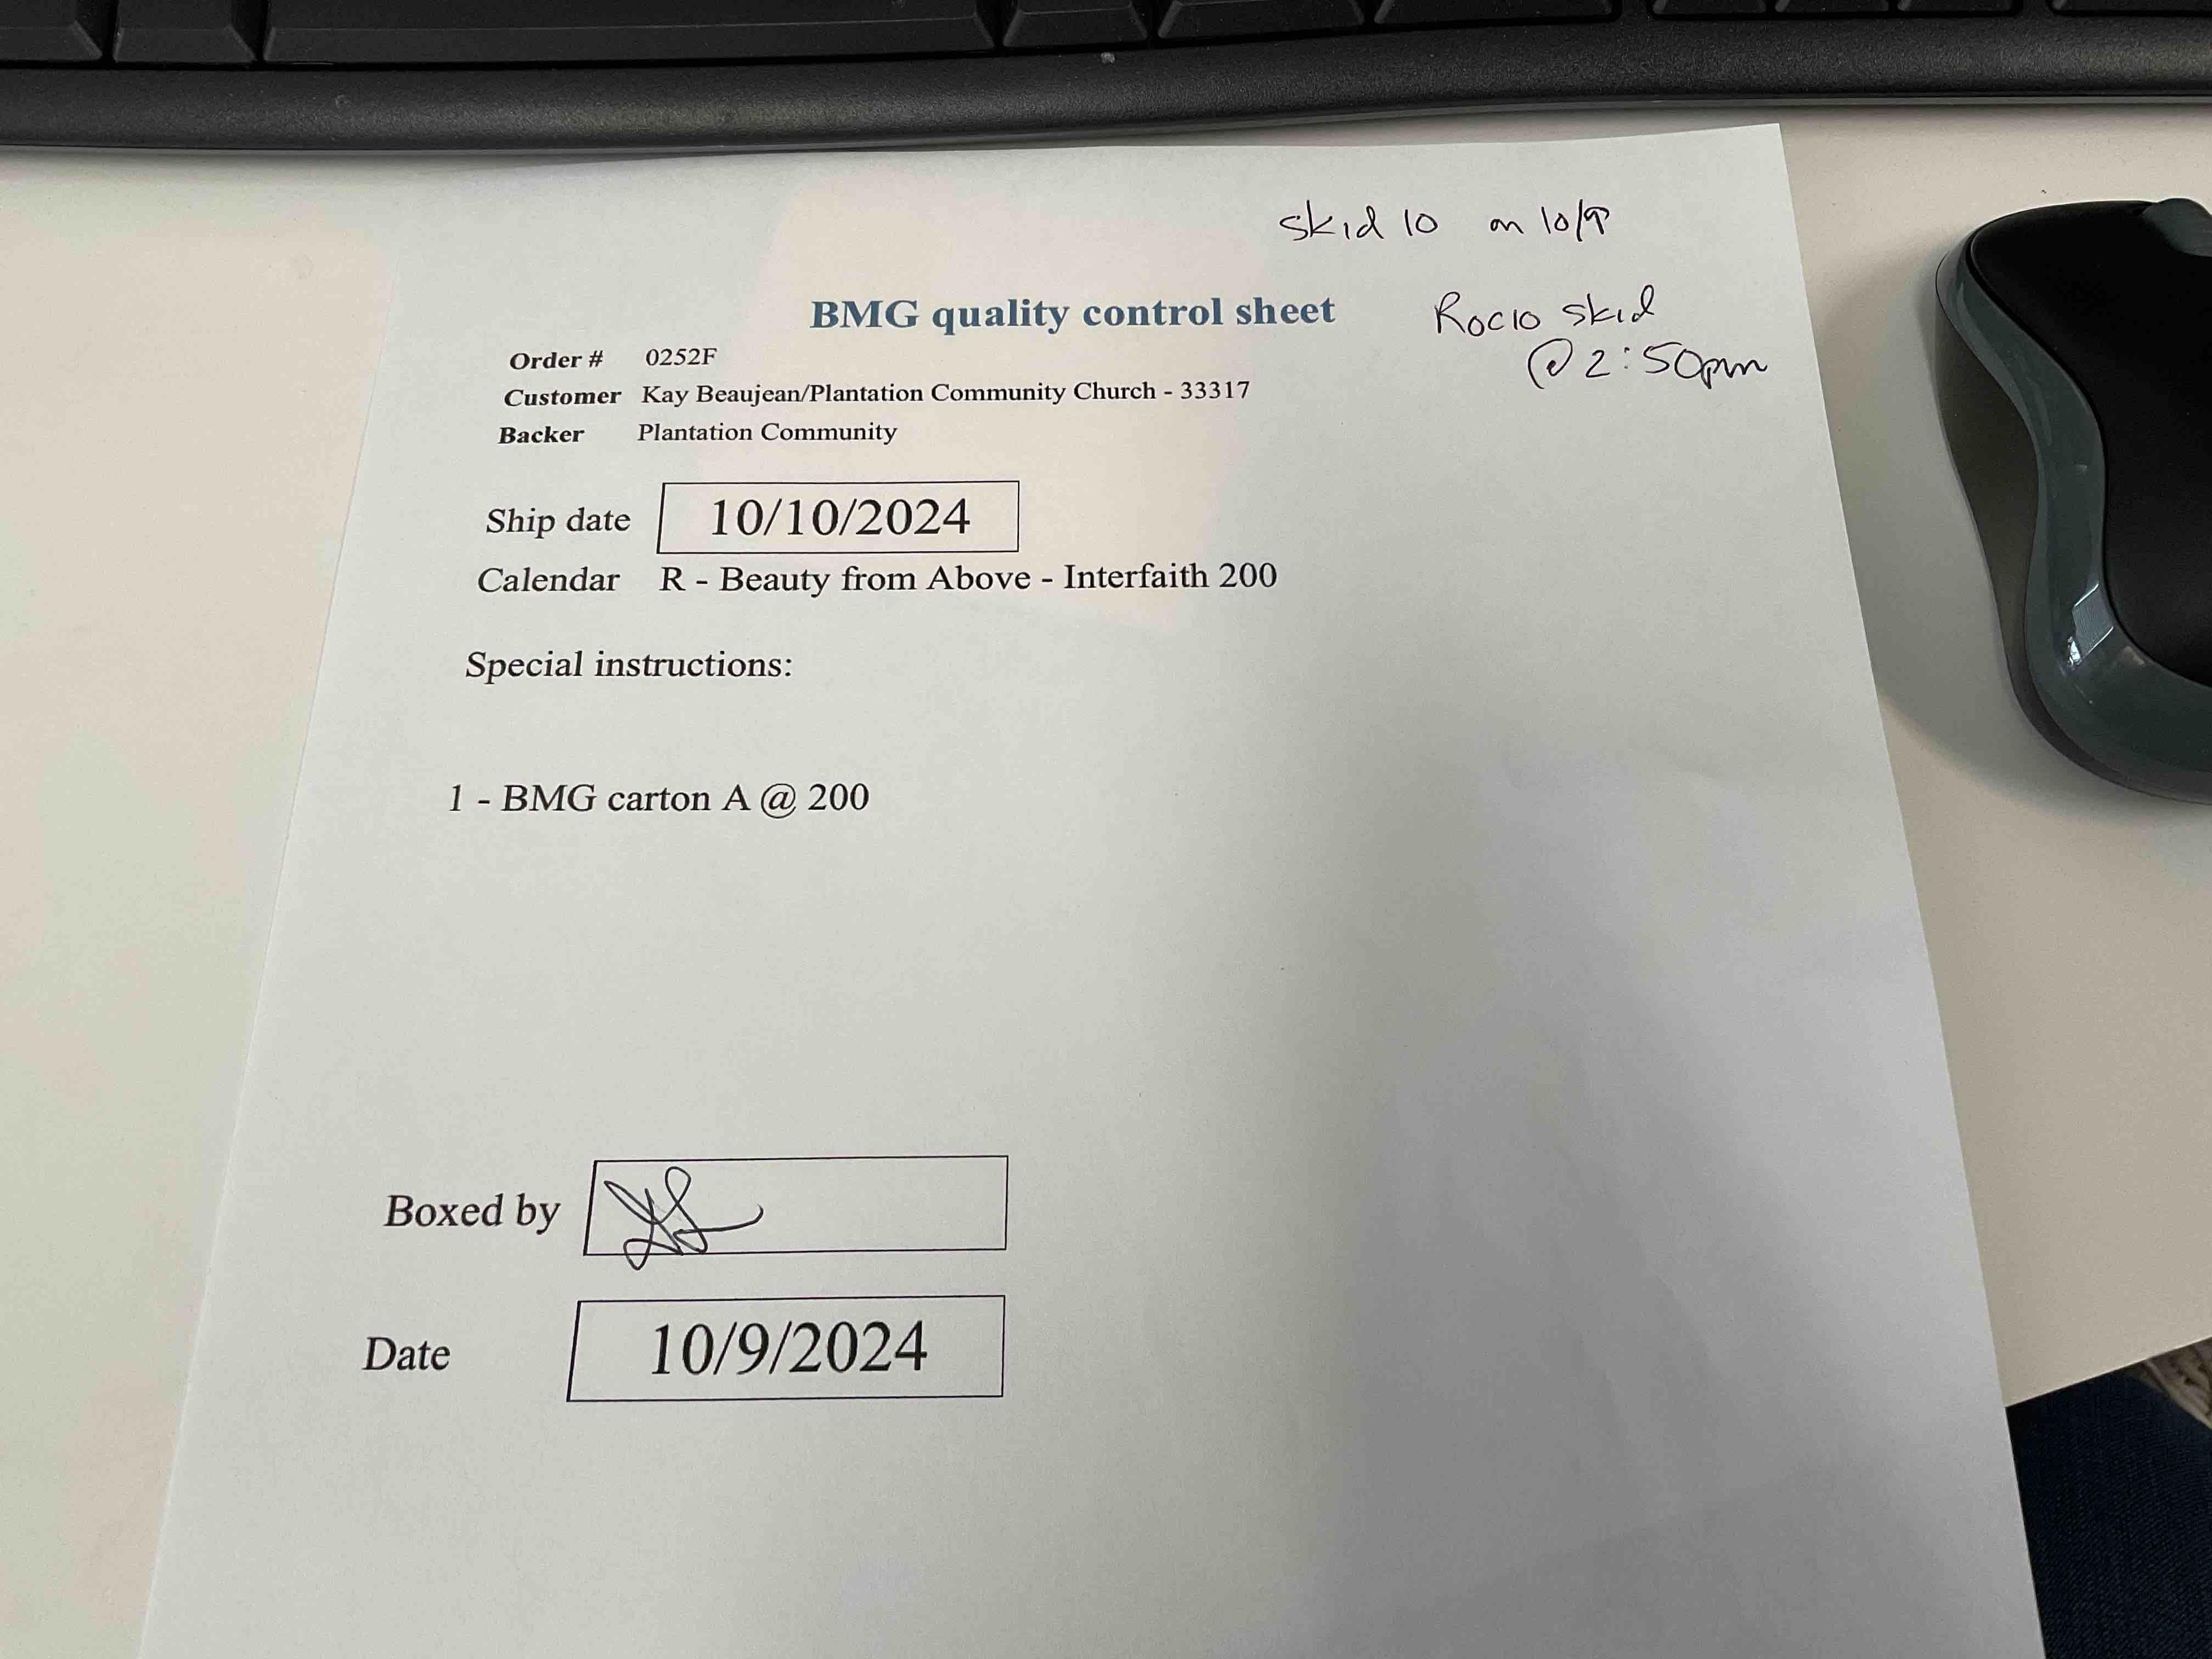 skid 10 on 10/9
BMG quality control sheet
Rocio skid
@ 2:50pm
Order # 0252F
Customer Kay Beaujean/Plantation Community Church - 33317
Backer Plantation Community
Ship date 10/10/2024
Calendar R - Beauty from Above - Interfaith 200
Special instructions:
1 - BMG carton A @ 200
Boxed by
Date 10/9/2024